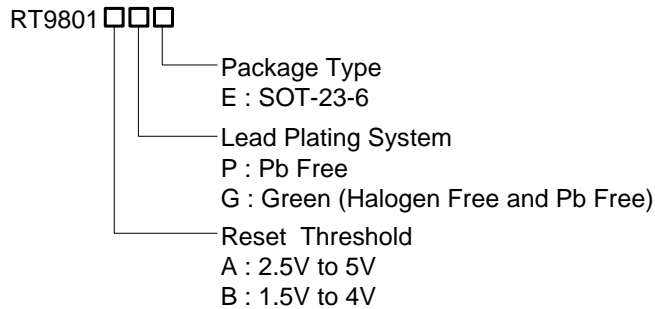 RT9801
Package Type
E : SOT-23-6
Lead Plating System
P : Pb Free
G : Green (Halogen Free and Pb Free)
Reset Threshold
A : 2.5V to 5V
B : 1.5V to 4V